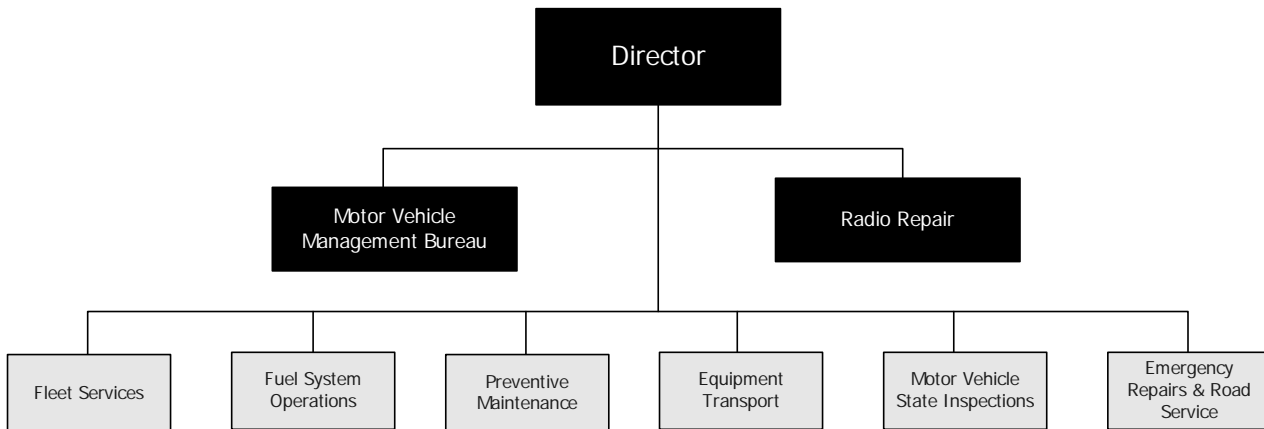 Director
Motor Vehicle
Management Bureau
Radio Repair
Fleet Services
Fuel System
Operations
Preventive
Maintenance
Equipment
Transport
Motor Vehicle
State Inspections
Emergency
Repairs & Road
Service